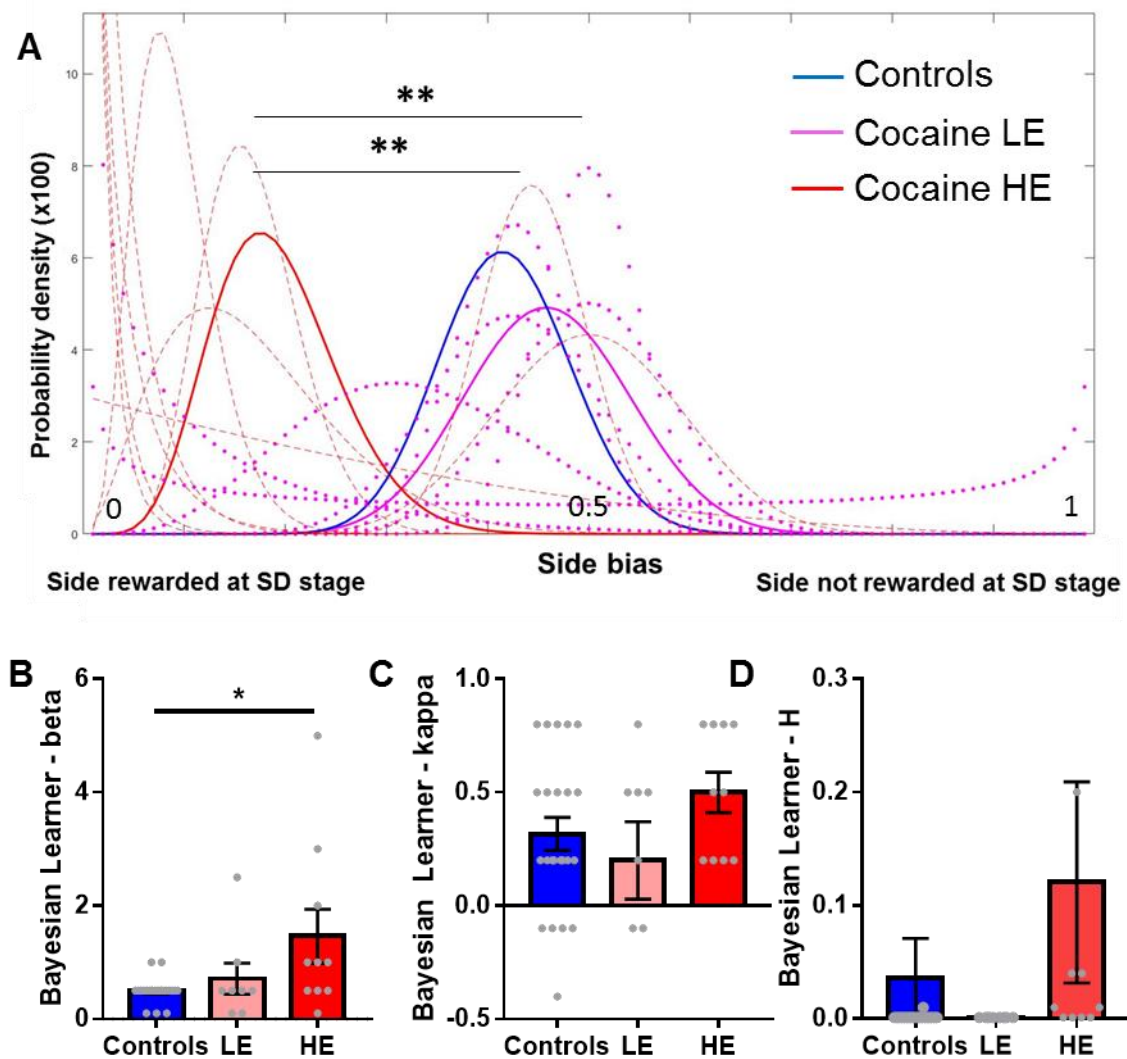 A
Probability density (x100)
10
8
6
4
2
0
**
**
Controls
Cocaine LE
Cocaine HE
0
0.5
1
Side bias
Side rewarded at SD stage
Side not rewarded at SD stage
B
Bayesian Learner - beta
6
4
2
0
*
Controls
LE
HE
C
Bayesian Learner - kappa
1.0
0.5
0.0
-0.5
Controls
LE
HE
D
Bayesian Learner - H
0.3
0.2
0.1
0.0
Controls
LE
HE